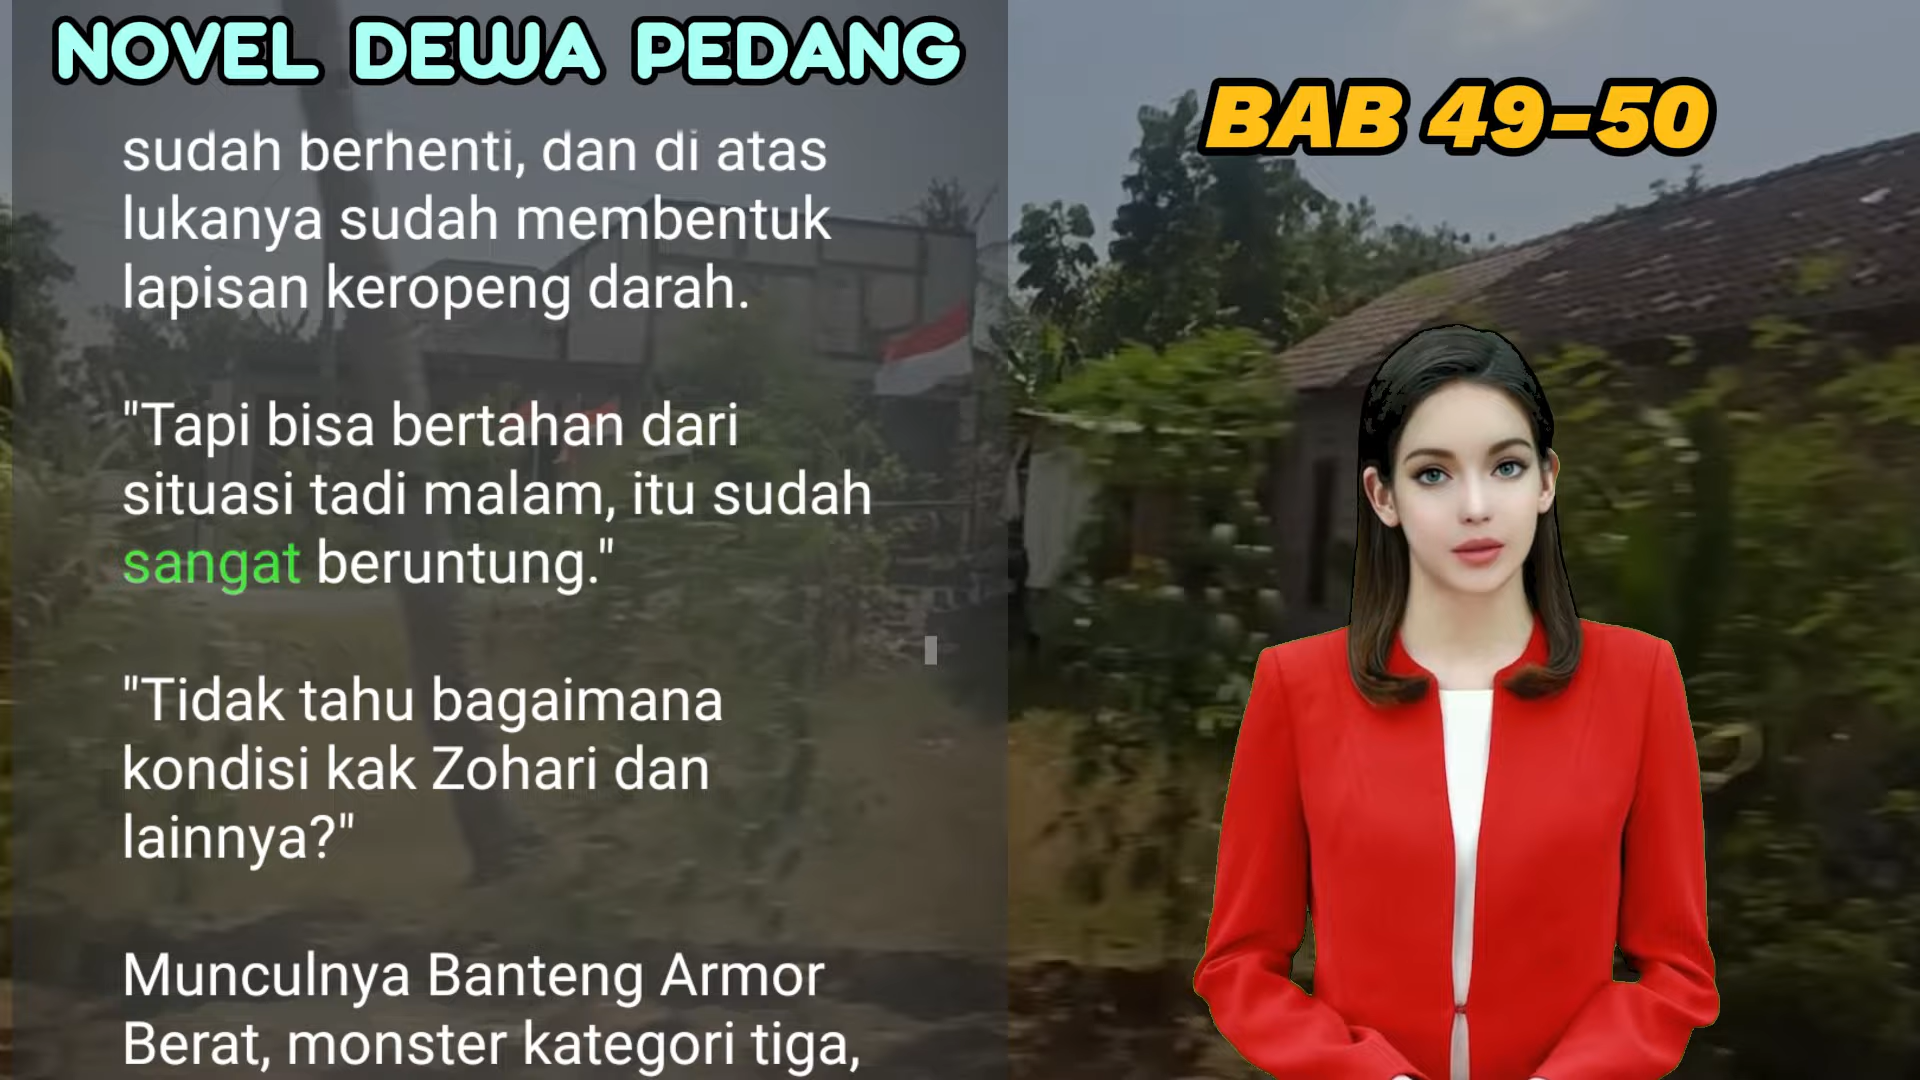 NOVEL DEWA PEDANG
sudah berhenti, dan di atas
lukanya sudah membentuk
lapisan keropeng darah.
"Tapi bisa bertahan dari
situasi tadi malam, itu sudah
sangat beruntung."
"Tidak tahu bagaimana
kondisi kak Zohari dan
lainnya?"
Munculnya Banteng Armor
Berat, monster kategori tiga,
BAB 49-50